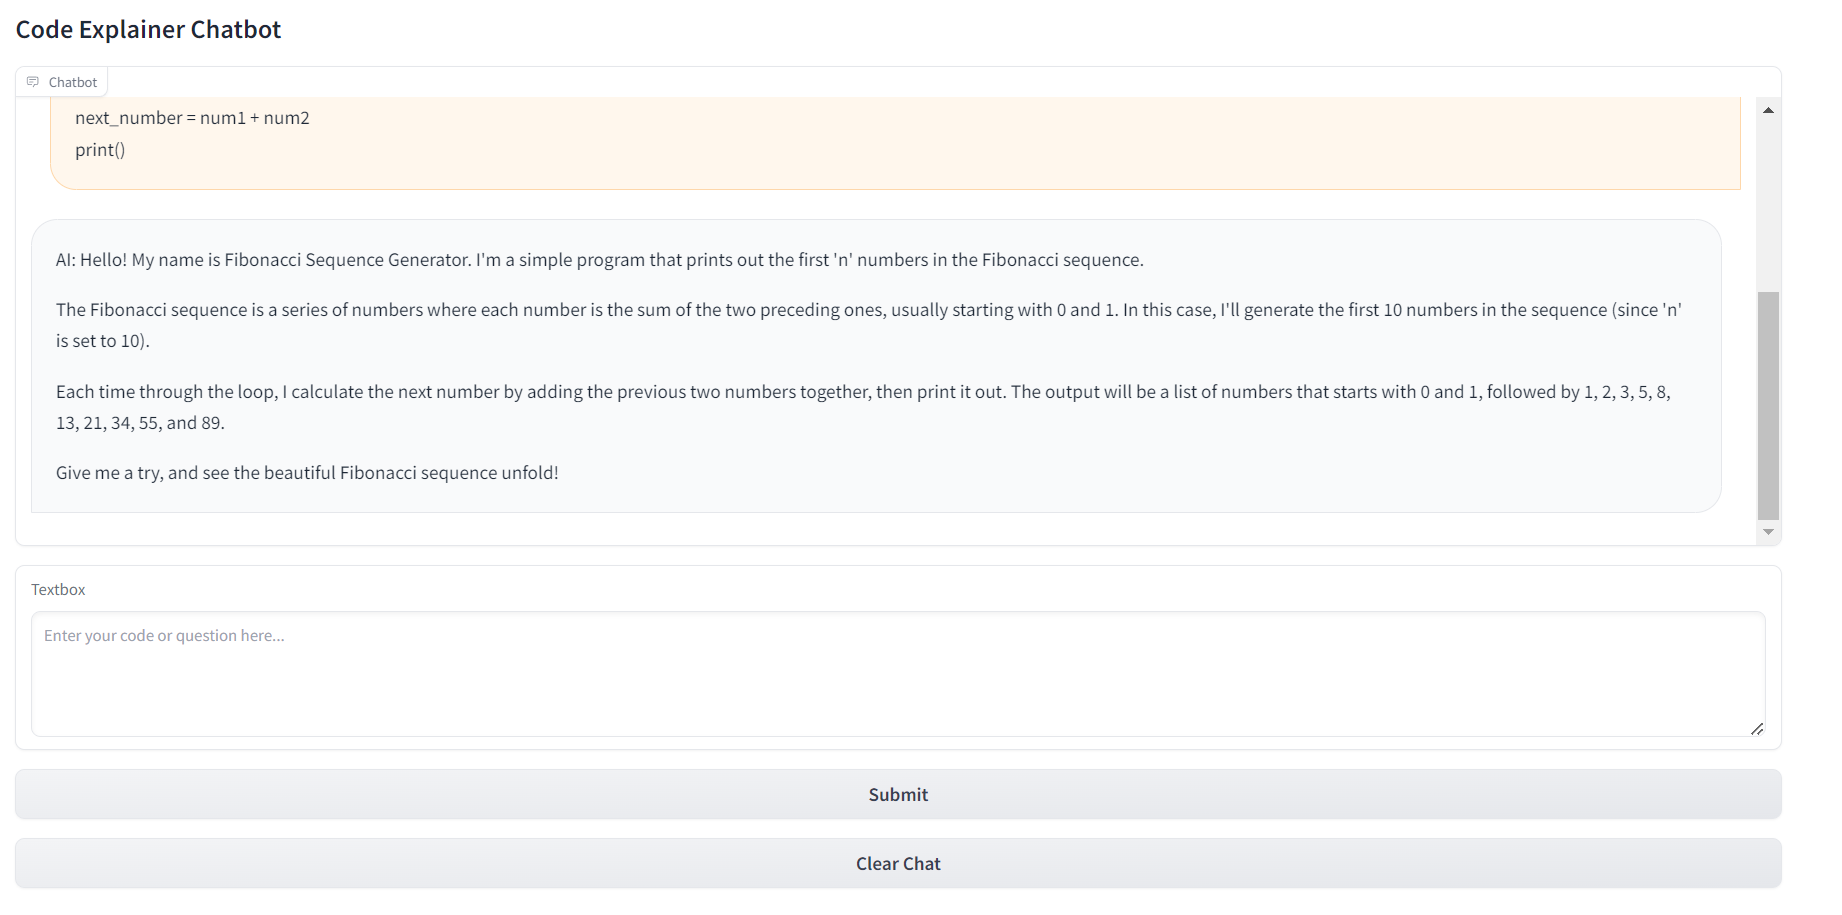 Code Explainer Chatbot
Chatbot
next_number = num1 + num2
print()
AI: Hello! My name is Fibonacci Sequence Generator. I'm a simple program that prints out the first 'n' numbers in the Fibonacci sequence.
The Fibonacci sequence is a series of numbers where each number is the sum of the two preceding ones, usually starting with 0 and 1. In this case, I'll generate the first 10 numbers in the sequence (since 'n'
is set to 10).
Each time through the loop, I calculate the next number by adding the previous two numbers together, then print it out. The output will be a list of numbers that starts with 0 and 1, followed by 1, 2, 3, 5, 8,
13, 21, 34, 55, and 89.
Give me a try, and see the beautiful Fibonacci sequence unfold!
Textbox
Enter your code or question here...
Submit
Clear Chat